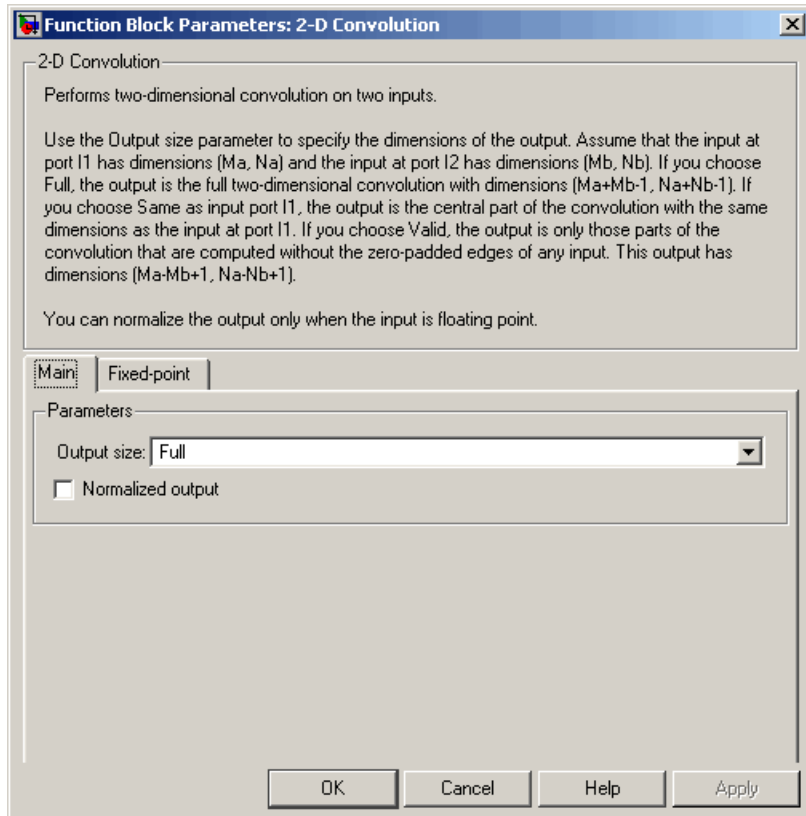 Function Block Parameters: 2-D Convolution
2-D Convolution
Performs two-dimensional convolution on two inputs.
Use the Output size parameter to specify the dimensions of the output. Assume that the input at
port I1 has dimensions (Ma, Na) and the input at port I2 has dimensions (Mb, Nb). If you choose
Full, the output is the full two-dimensional convolution with dimensions (Ma+Mb-1, Na+Nb-1). If
you choose Same as input port I1, the output is the central part of the convolution with the same
dimensions as the input at port I1. If you choose Valid, the output is only those parts of the
convolution that are computed without the zero-padded edges of any input. This output has
dimensions (Ma-Mb+1, Na-Nb+1).
You can normalize the output only when the input is floating point.
Main Fixed-point
Parameters
Output size: Full
Normalized output
OK Cancel Help Apply